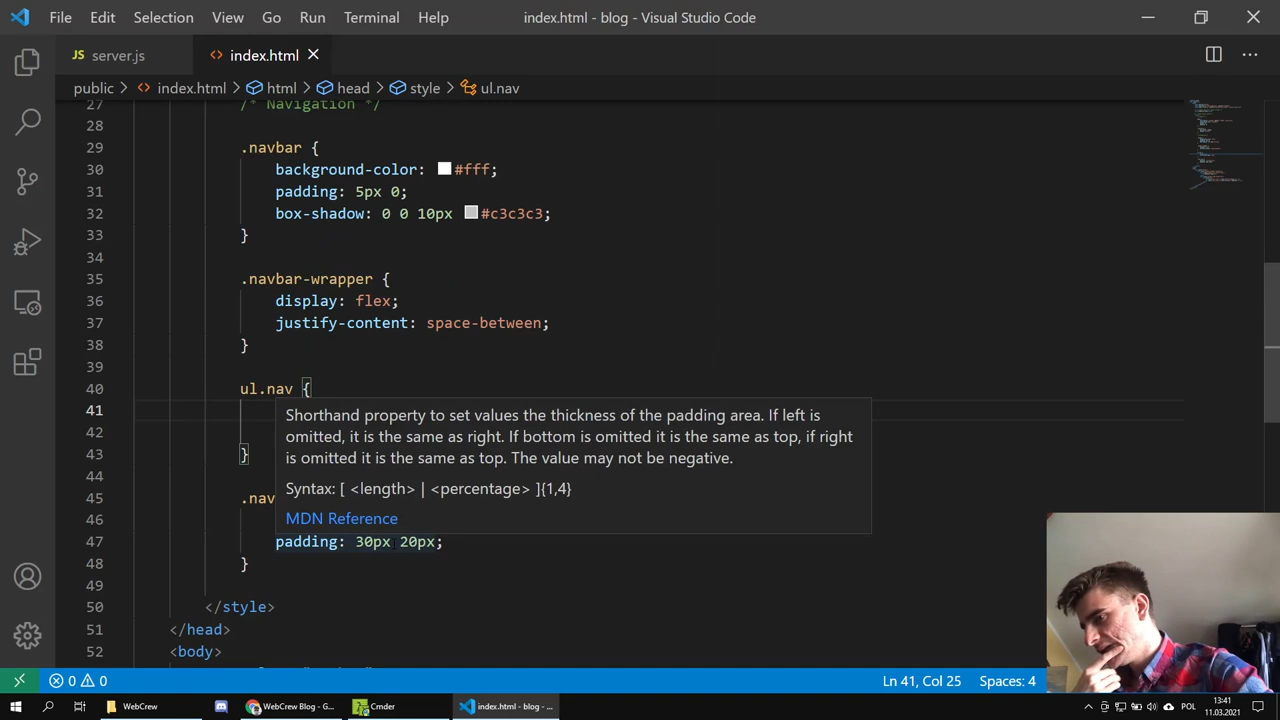 File Edit Selection View Go Run Terminal Help index.html - blog - Visual Studio Code
JS server.js <> index.html
public > <> index.html > html > head > style > ul.nav
27 /* Navigation */
28
29 .navbar {
30 background-color: #fff;
31 padding: 5px 0;
32 box-shadow: 0 0 10px #c3c3c3;
33 }
34
35 .navbar-wrapper {
36 display: flex;
37 justify-content: space-between;
38 }
39
40 ul.nav {
41
Shorthand property to set values the thickness of the padding area. If left is
42 omitted, it is the same as right. If bottom is omitted it is the same as top, if right
43 } is omitted it is the same as top. The value may not be negative.
44
Syntax: [ <length> | <percentage> ]{1,4}
45 .nav
46 MDN Reference
47 padding: 30px 20px;
48 }
49
50 </style>
51 </head>
52 <body>
0 0 Ln 41, Col 25 Spaces: 4
WebCrew WebCrew Blog - G... Cmder index.html - blog - ... POL 13:41
11.03.2021